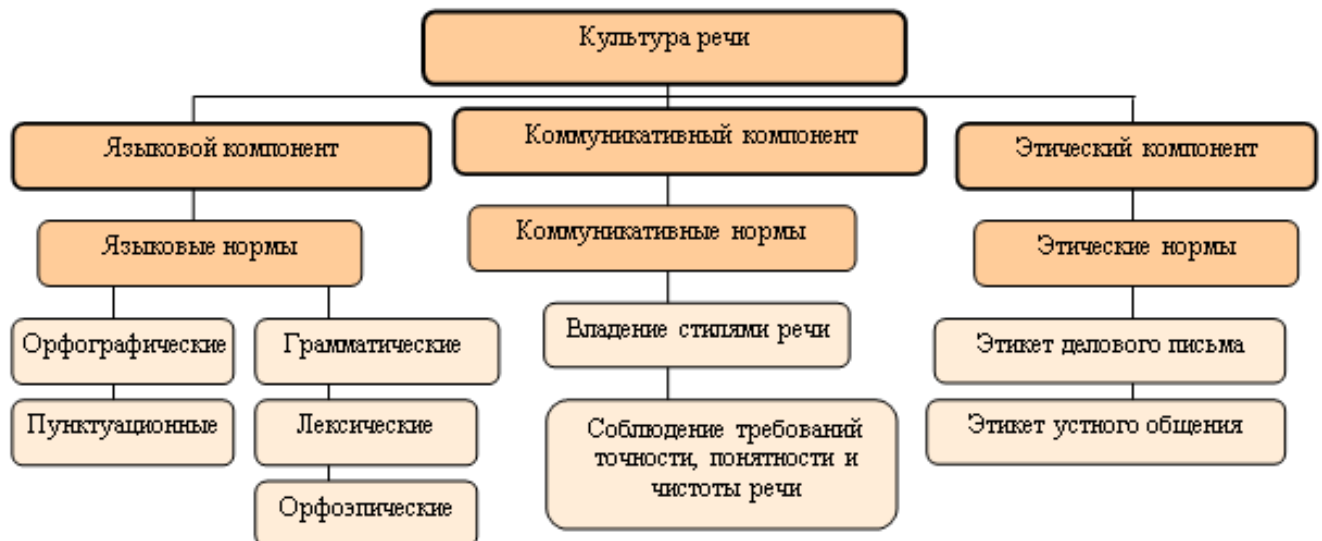 Культура речи
Языковой компонент
Коммуникативный компонент
Этический компонент
Языковые нормы
Коммуникативные нормы
Этические нормы
Орфографические
Грамматические
Владение стилями речи
Этикет делового письма
Пунктуационные
Лексические
Соблюдение требований
точности, понятности и
чистоты речи
Этикет устного общения
Орфоэпические